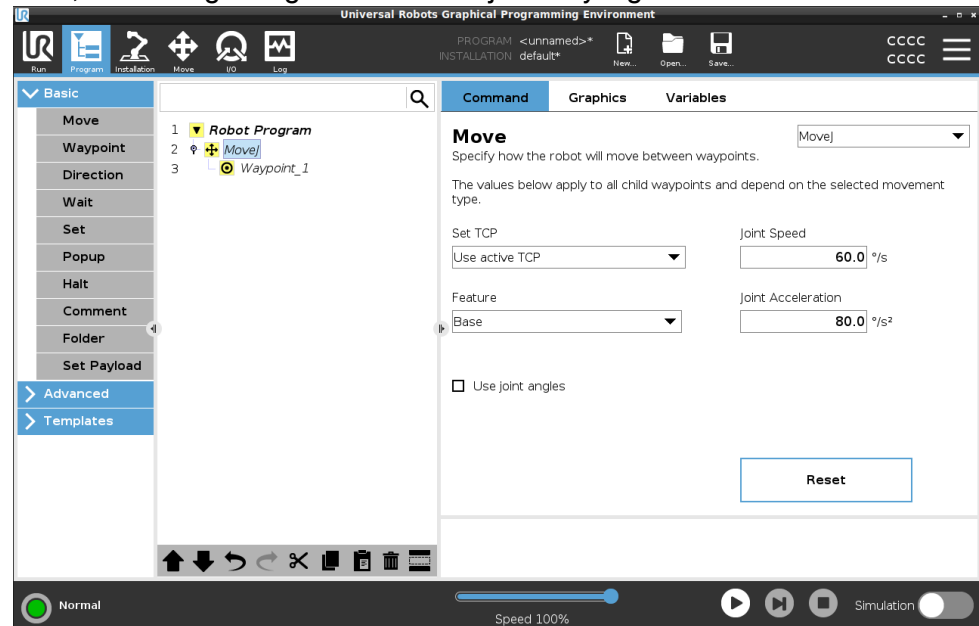 Universal Robots Graphical Programming Environment
UR
Run
Program
Installation
Move
I/O
Log
PROGRAM <unnamed>*
INSTALLATION default*
New...
Open...
Save...
CCCC
CCCC
Basic
Move
Waypoint
Direction
Wait
Set
Popup
Halt
Comment
Folder
Set Payload
Advanced
Templates
1 Robot Program
2 MoveJ
3 Waypoint_1
Command Graphics Variables
Move
MoveJ
Specify how the robot will move between waypoints.
The values below apply to all child waypoints and depend on the selected movement
type.
Set TCP
Joint Speed
Use active TCP
60.0 °/s
Feature
Joint Acceleration
Base
80.0 °/s²
Use joint angles
Reset
Normal
Speed 100%
Simulation